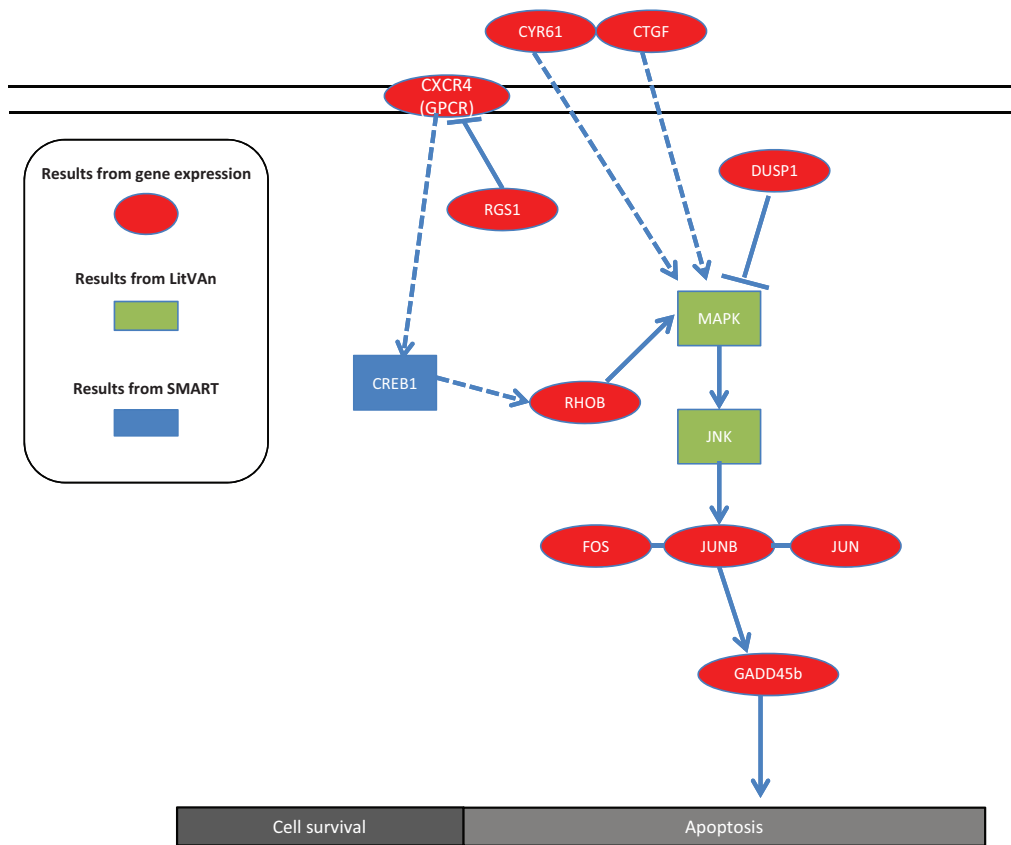 CYR61
CTGF
CXCR4
(GPCR)
Results from gene expression
DUSP1
RGS1
Results from LitVAn
MAPK
Results from SMART
CREB1
RHOB
JNK
FOS
JUNB
JUN
GADD45b
Cell survival
Apoptosis